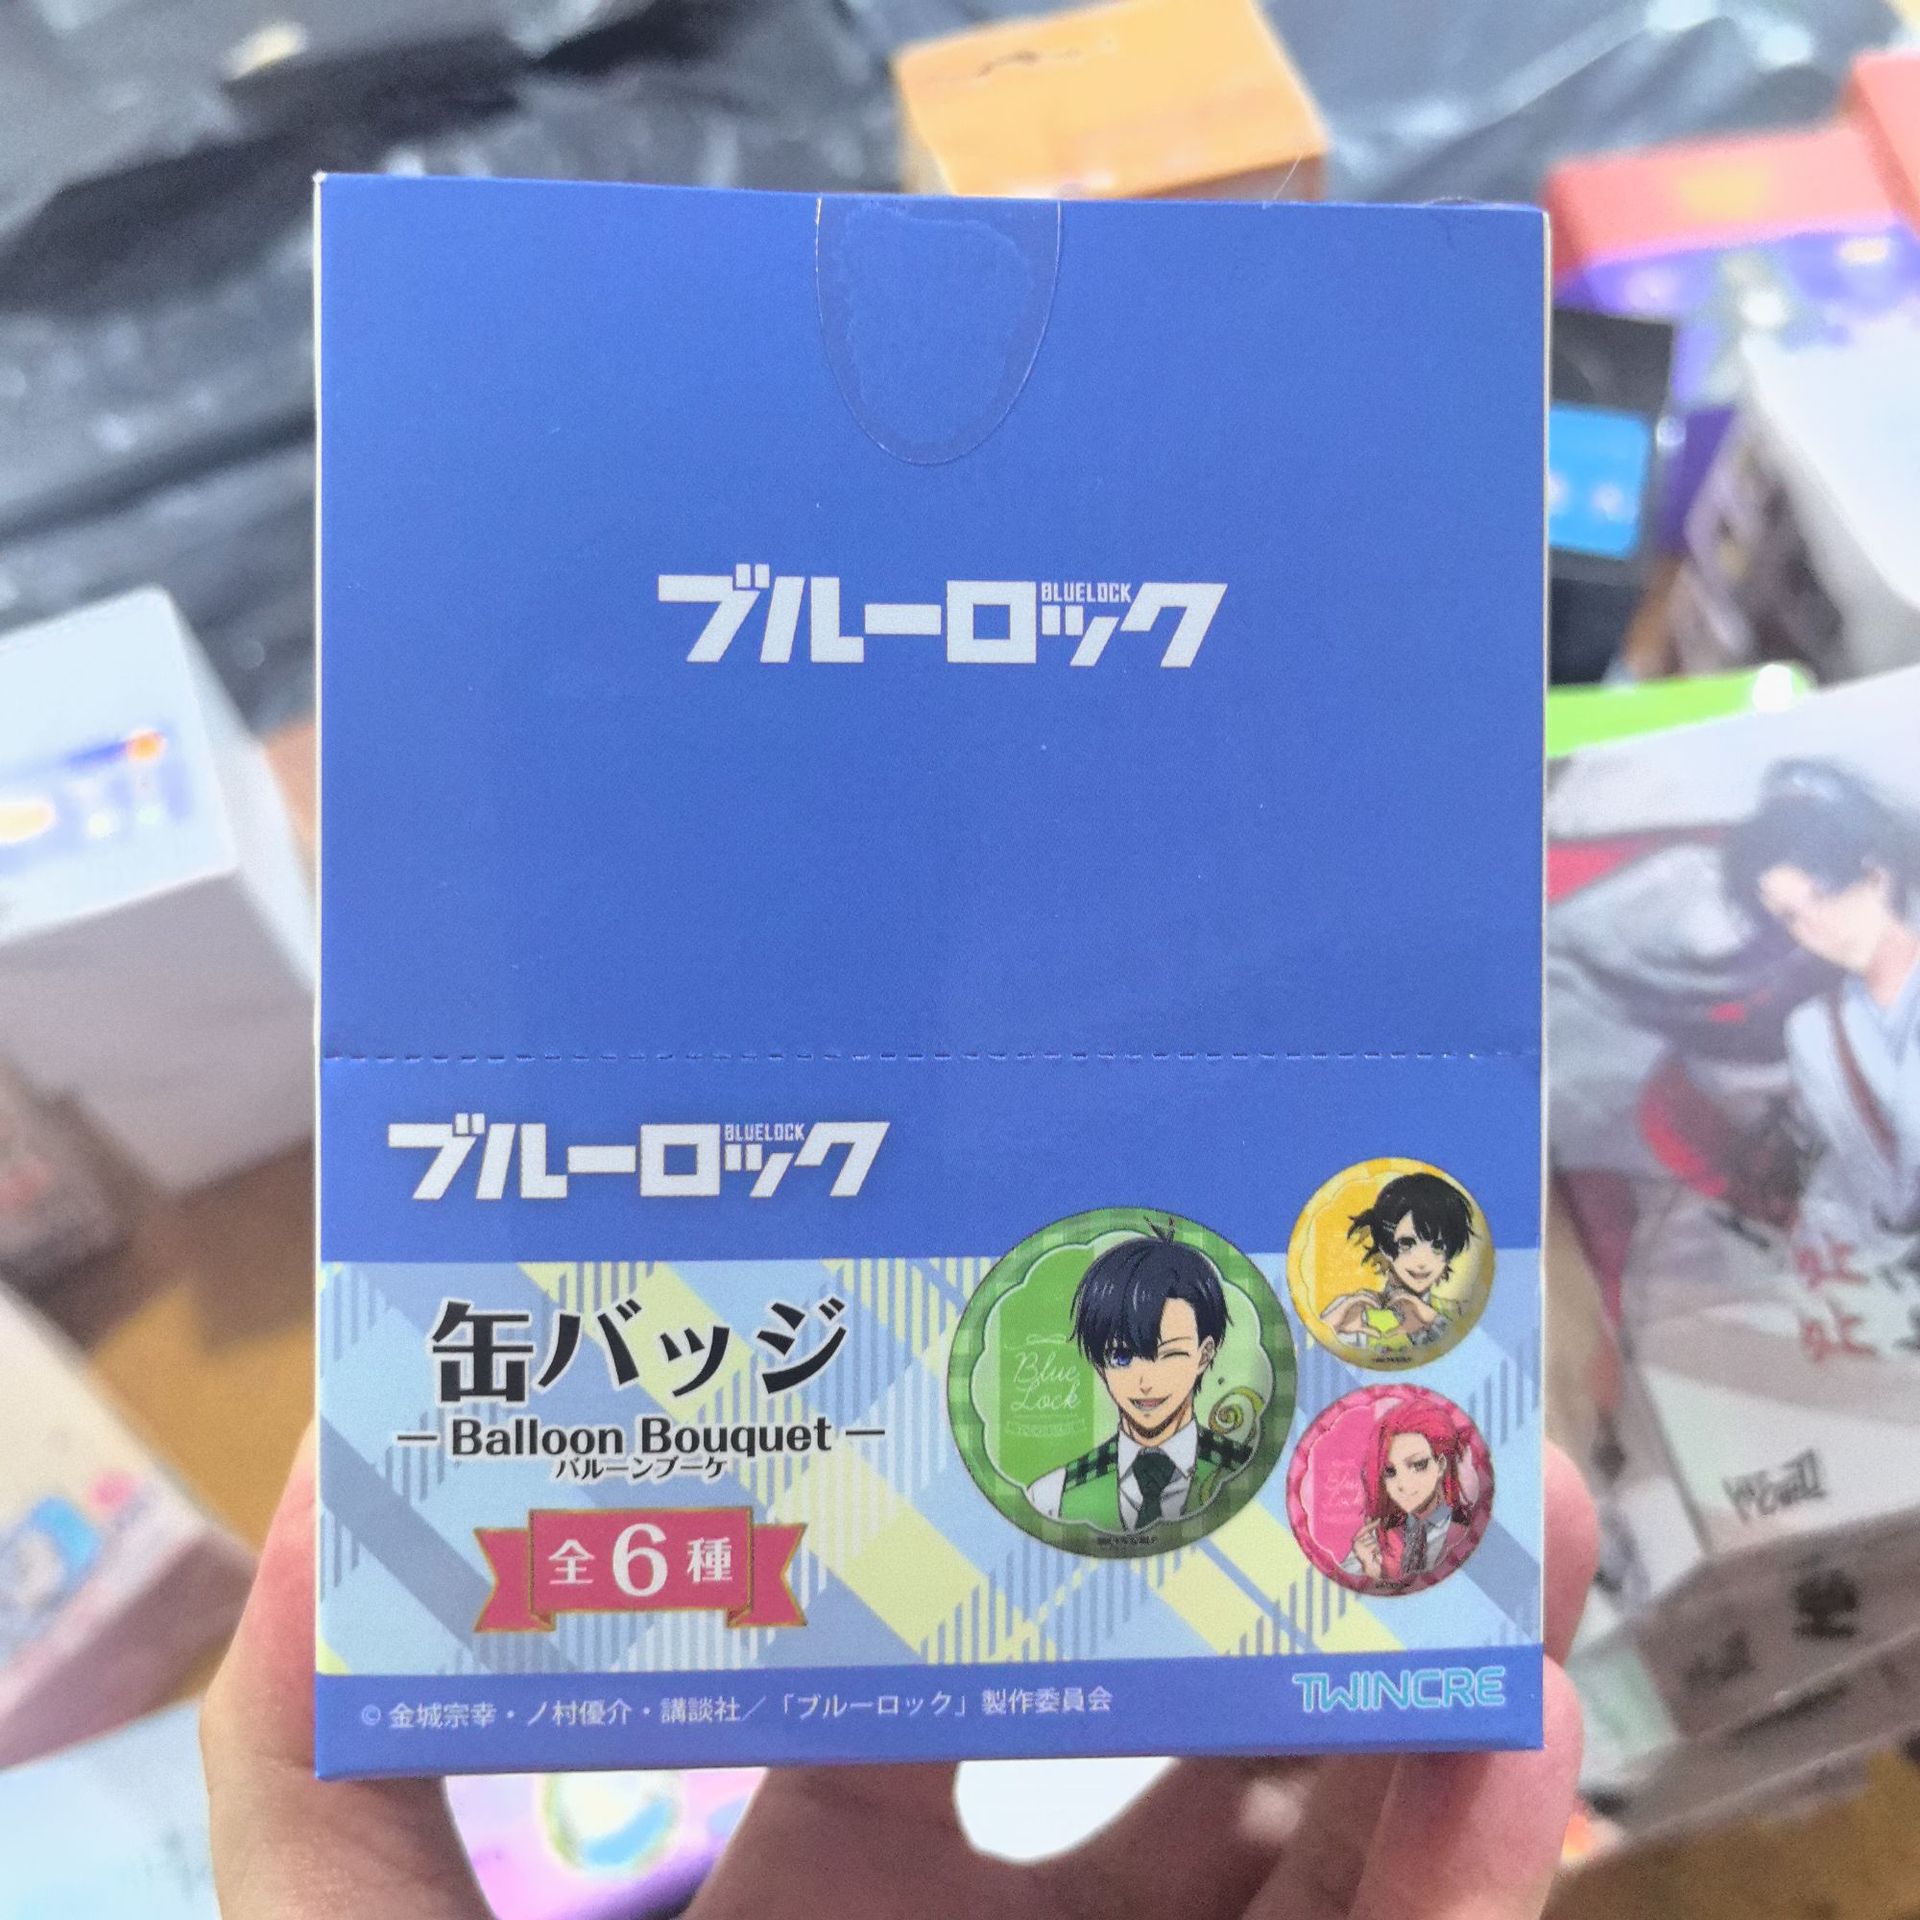 ブルーロック
BLUELOCK
ブルーロック
BLUELOCK
缶バッジ
—Balloon Bouquet—
バルーンブーケ
全6種
Blue
Lock
© 金城宗幸・ノ村優介・講談社／「ブルーロック」製作委員会
TWINCRE